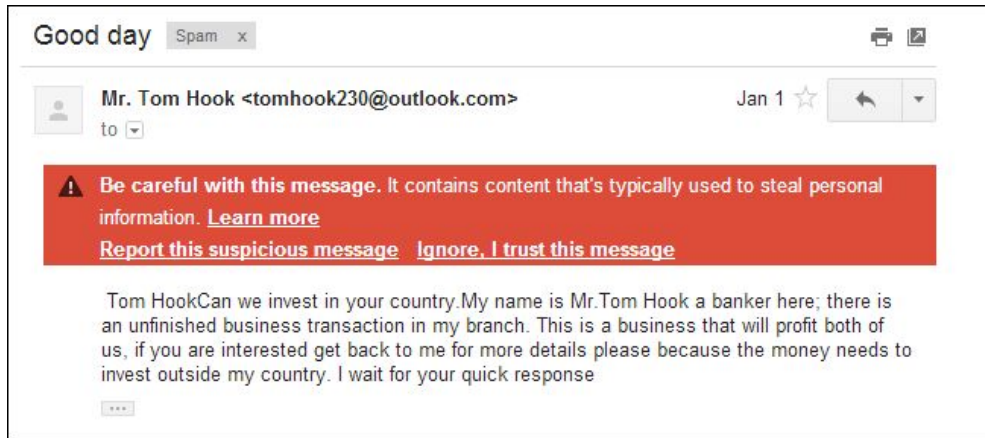 Good day Spam x
Mr. Tom Hook <tomhook230@outlook.com> Jan 1
to
Be careful with this message. It contains content that's typically used to steal personal
information. Learn more
Report this suspicious message Ignore, I trust this message
Tom HookCan we invest in your country.My name is Mr.Tom Hook a banker here; there is
an unfinished business transaction in my branch. This is a business that will profit both of
us, if you are interested get back to me for more details please because the money needs to
invest outside my country. I wait for your quick response